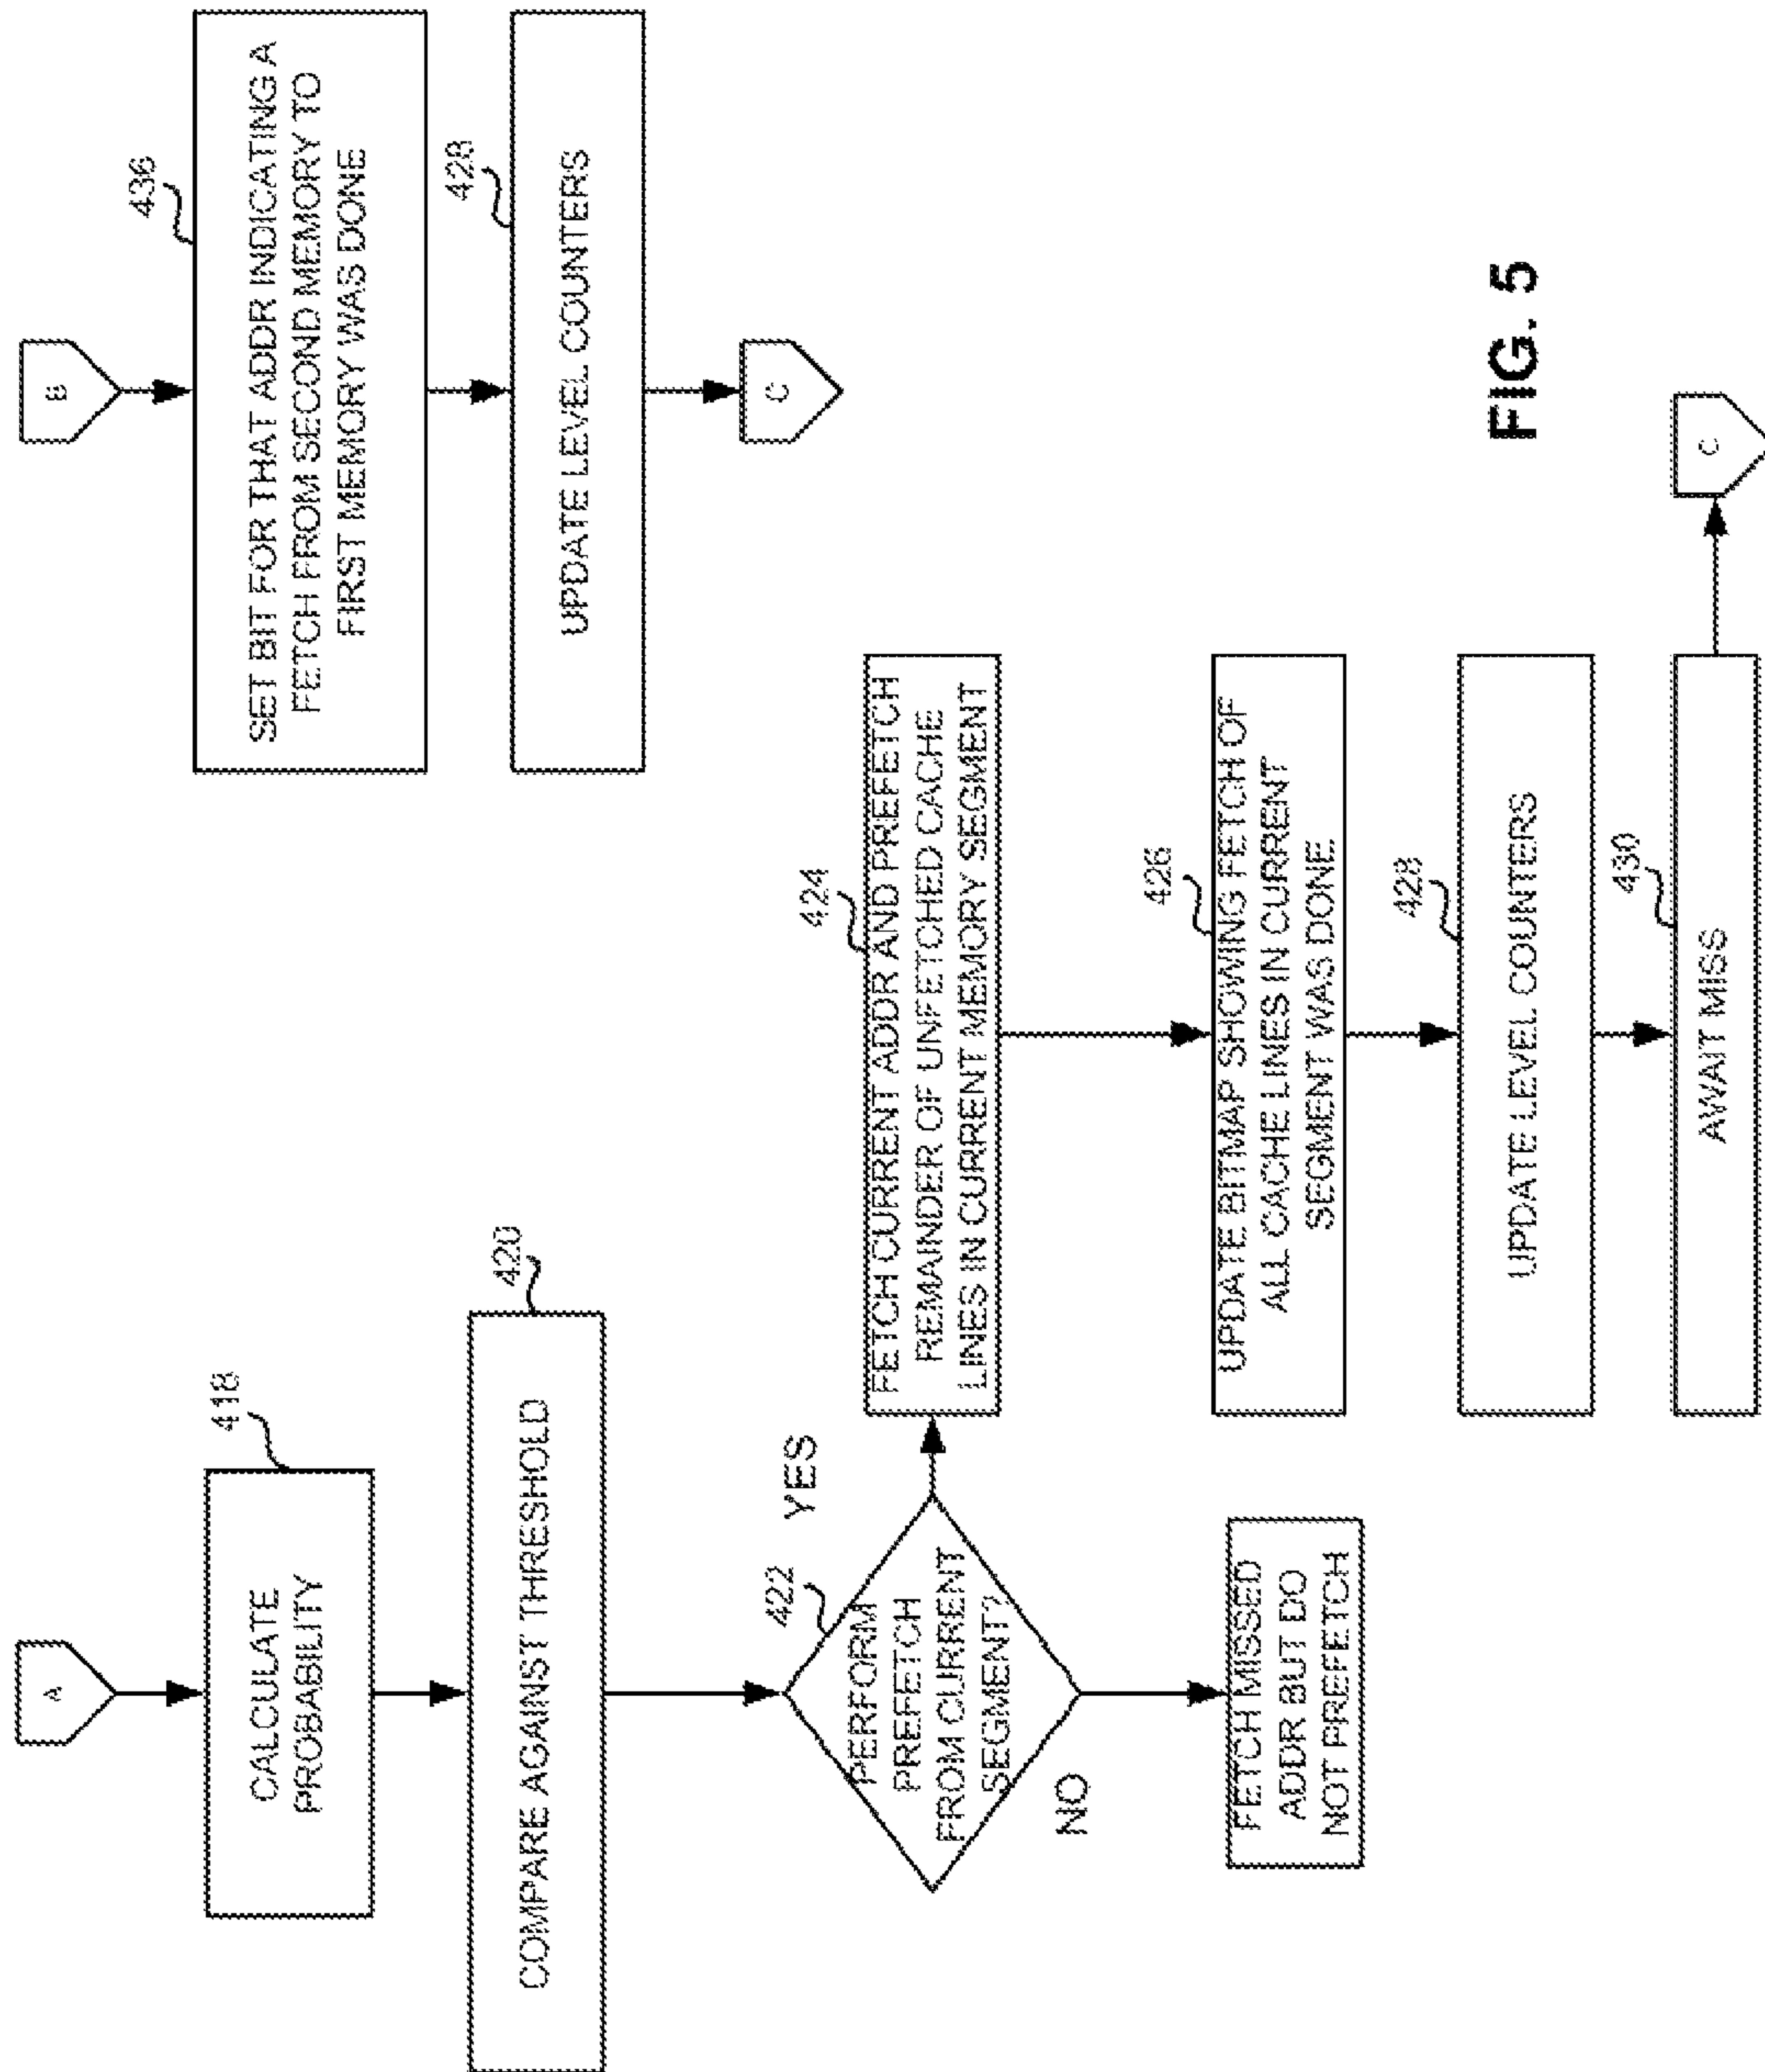 A
418
CALCULATE
PROBABILITY
420
COMPARE AGAINST THRESHOLD
422
PERFORM
PREFETCH
FROM CURRENT
SEGMENT?
YES
NO
FETCH MISSED
ADDR BUT DO
NOT PREFETCH
424
FETCH CURRENT ADDR AND PREFETCH
REMAINDER OF UNFETCHED CACHE
LINES IN CURRENT MEMORY SEGMENT
426
UPDATE BITMAP SHOWING FETCH OF
ALL CACHE LINES IN CURRENT
SEGMENT WAS DONE
428
UPDATE LEVEL COUNTERS
430
AWAIT MISS
C
B
436
SET BIT FOR THAT ADDR INDICATING A
FETCH FROM SECOND MEMORY TO
FIRST MEMORY WAS DONE
428
UPDATE LEVEL COUNTERS
C
FIG. 5